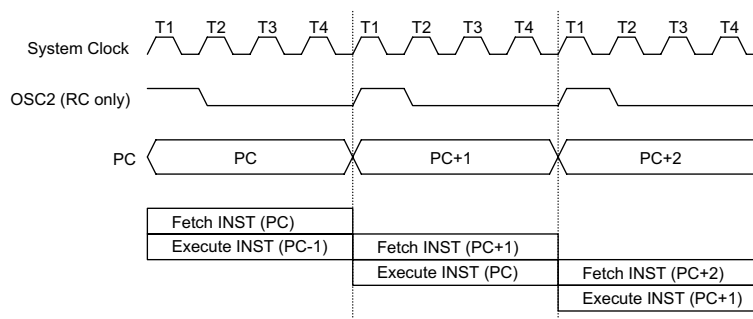 T1 T2 T3 T4 T1 T2 T3 T4 T1 T2 T3 T4
System Clock
OSC2 (RC only)
PC PC PC+1 PC+2
Fetch INST (PC)
Execute INST (PC-1) Fetch INST (PC+1)
Execute INST (PC) Fetch INST (PC+2)
Execute INST (PC+1)